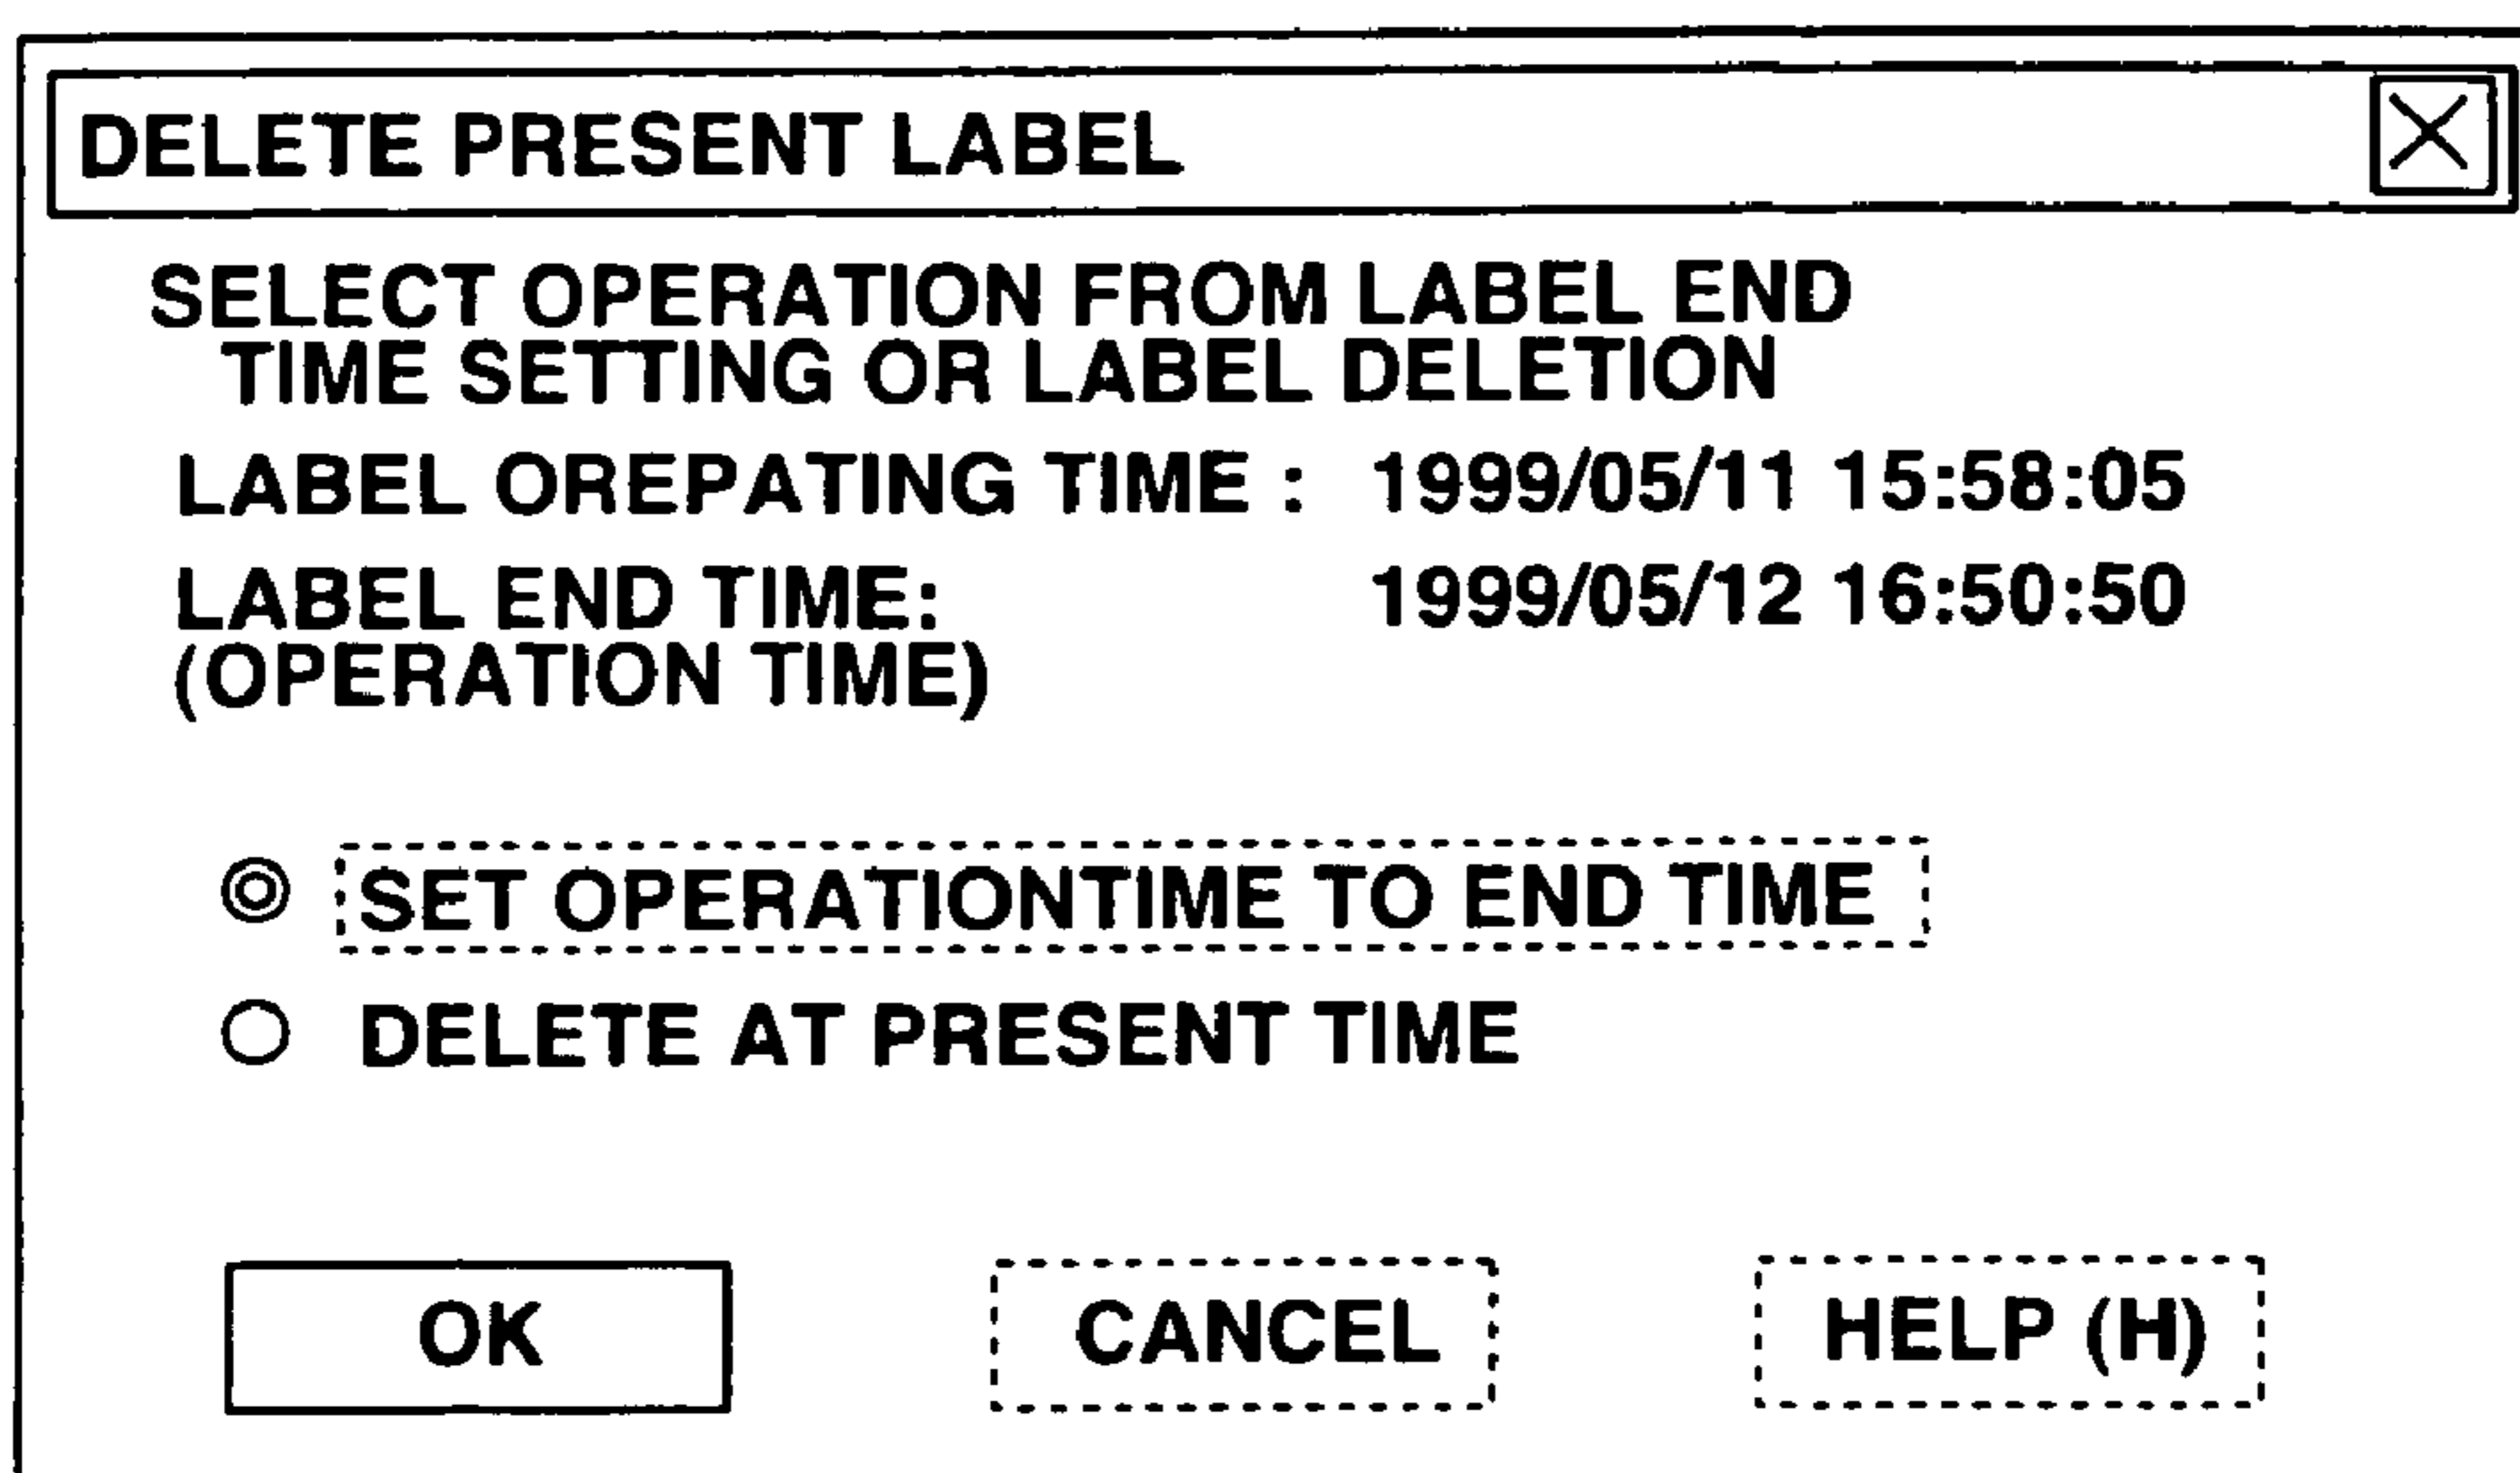 DELETE PRESENT LABEL
SELECT OPERATION FROM LABEL END
TIME SETTING OR LABEL DELETION
LABEL OREPATING TIME : 1999/05/11 15:58:05
LABEL END TIME: 1999/05/12 16:50:50
(OPERATION TIME)
SET OPERATIONTIME TO END TIME
DELETE AT PRESENT TIME
OK CANCEL HELP (H)